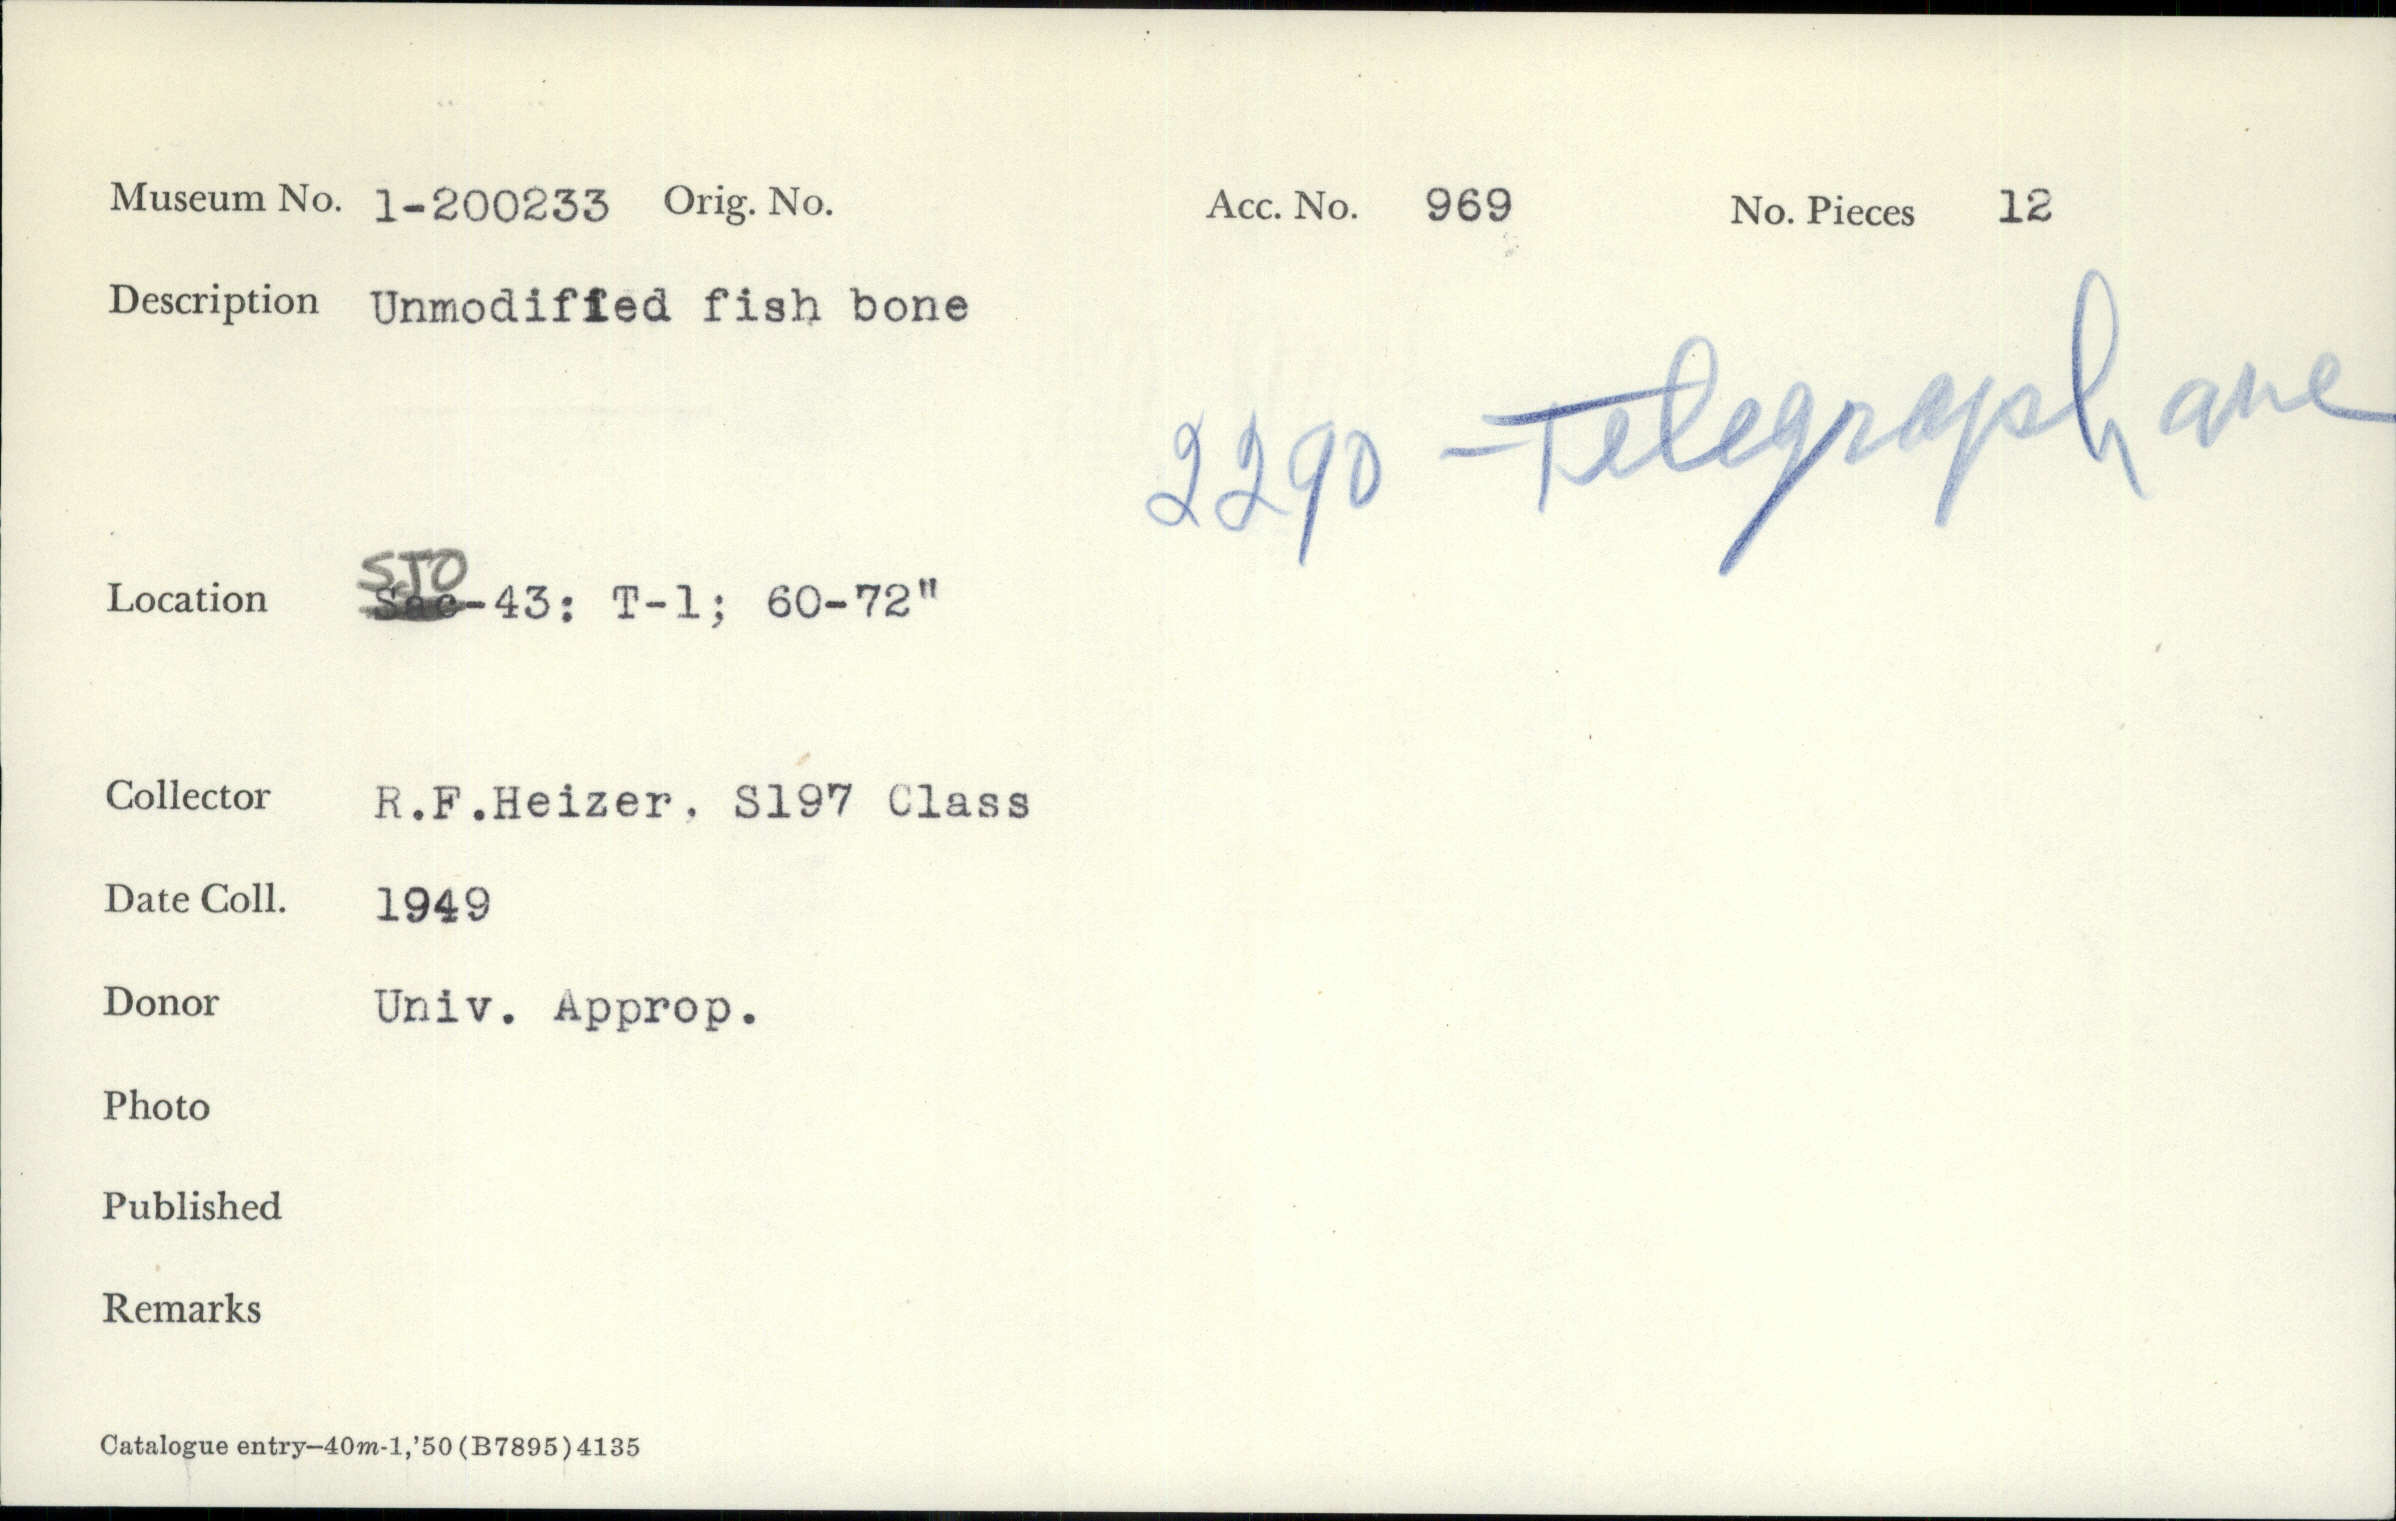 Museum No. 1-200233 Orig. No. Acc. No. 969 No. Pieces 12
Description Unmodified fish bone
2290 - Telegraph ave
SJO
Location Sac-43: T-1; 60-72"
Collector R.F.Heizer, S197 Class
Date Coll. 1949
Donor Univ. Approp.
Photo
Published
Remarks
Catalogue entry–40m-1,'50(B7895)4135